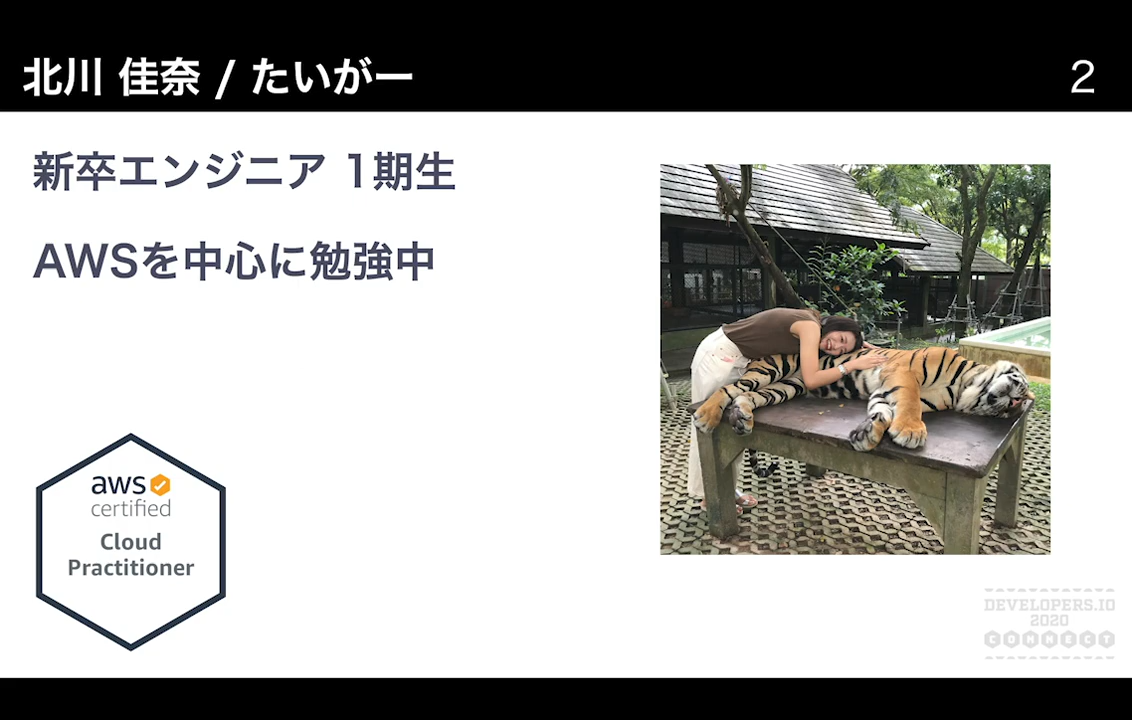 北川 佳奈 / たいがー
2
新卒エンジニア 1期生
AWSを中心に勉強中
aws
certified
Cloud
Practitioner
DEVELOPERS.IO
2020
CONNECT